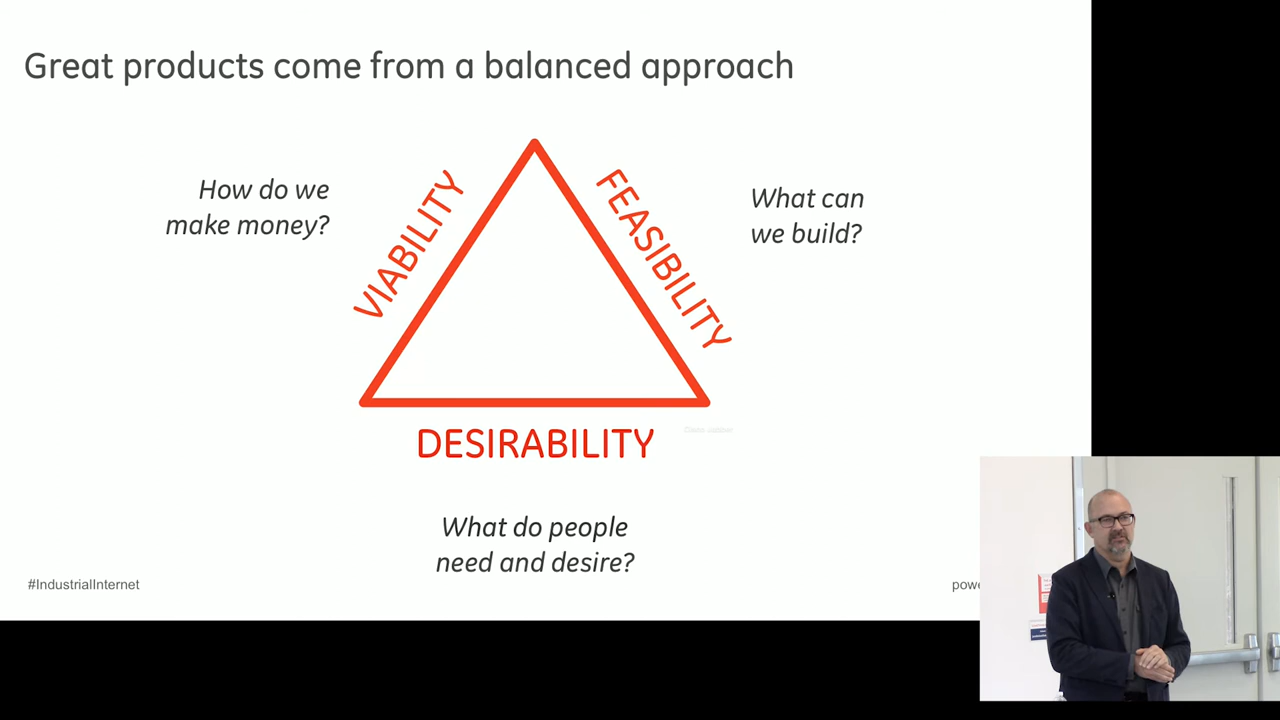 Great products come from a balanced approach
How do we
make money?
VIABILITY
FEASIBILITY
What can
we build?
DESIRABILITY
What do people
need and desire?
#IndustrialInternet